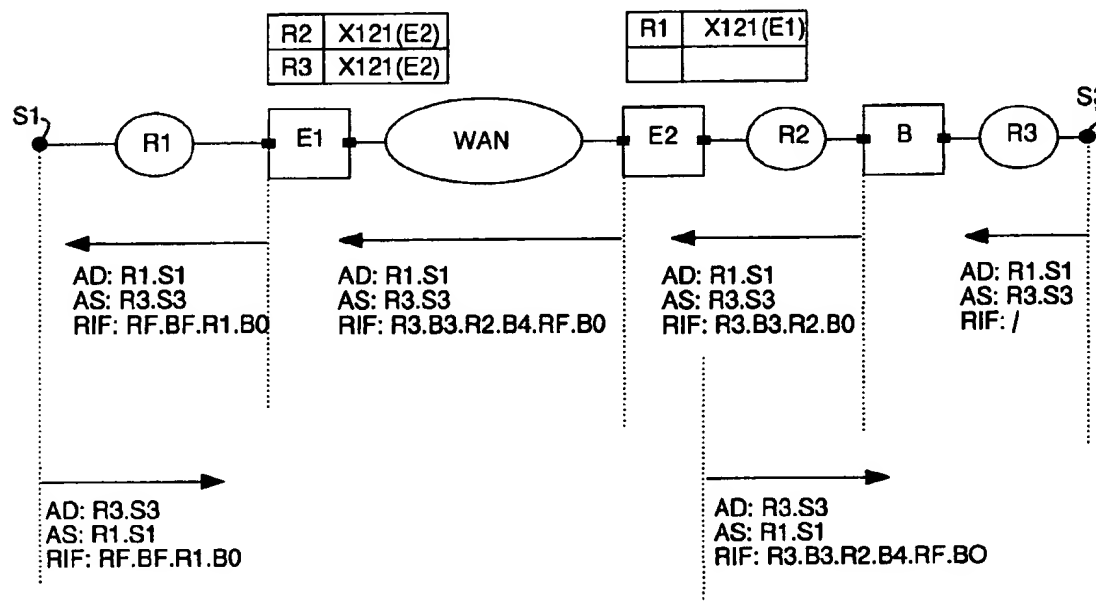 R2 X121(E2)
R3 X121(E2)
R1 X121(E1)
S1
R1
E1
WAN
E2
R2
B
R3
AD: R1.S1
AS: R3.S3
RIF: RF.BF.R1.B0
AD: R1.S1
AS: R3.S3
RIF: R3.B3.R2.B4.RF.B0
AD: R1.S1
AS: R3.S3
RIF: R3.B3.R2.B0
AD: R1.S1
AS: R3.S3
RIF: /
AD: R3.S3
AS: R1.S1
RIF: RF.BF.R1.B0
AD: R3.S3
AS: R1.S1
RIF: R3.B3.R2.B4.RF.BO